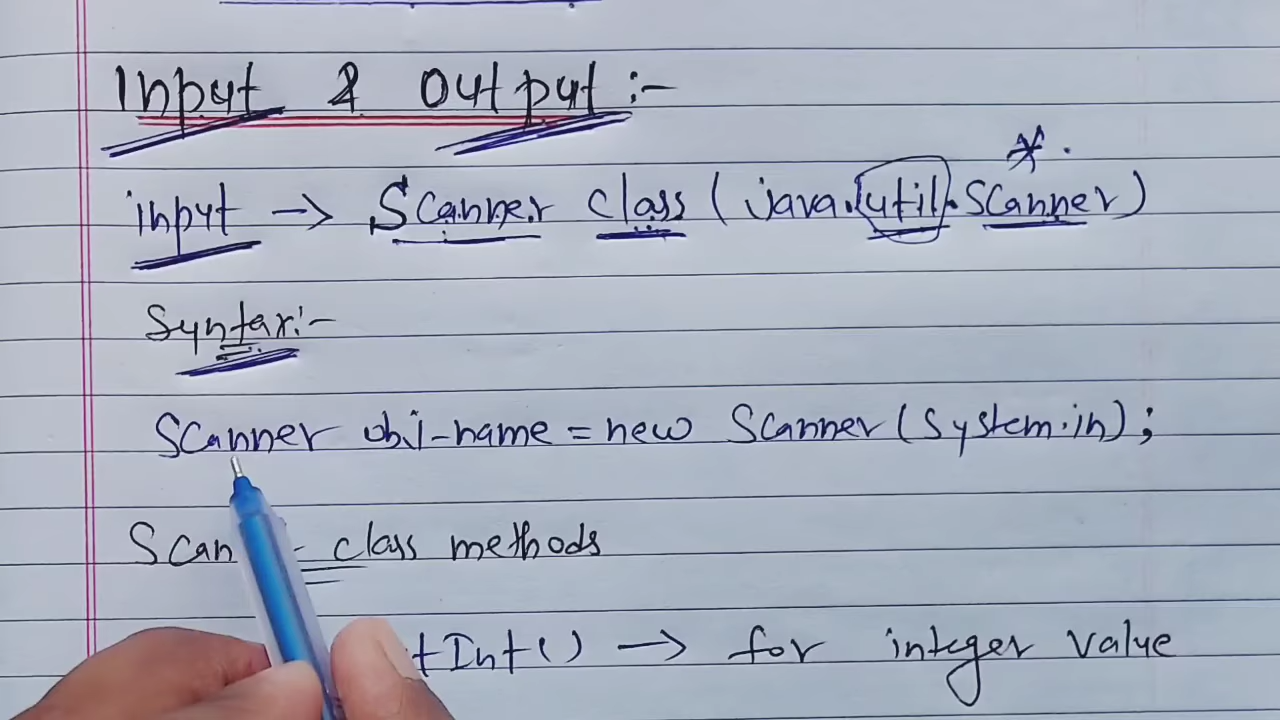 Input & Output :-
*.
input -> Scanner class (java.util.Scanner)
Syntax:-
Scanner obj-name = new Scanner (System.in);
Scan - class methods
tInt() -> for integer value